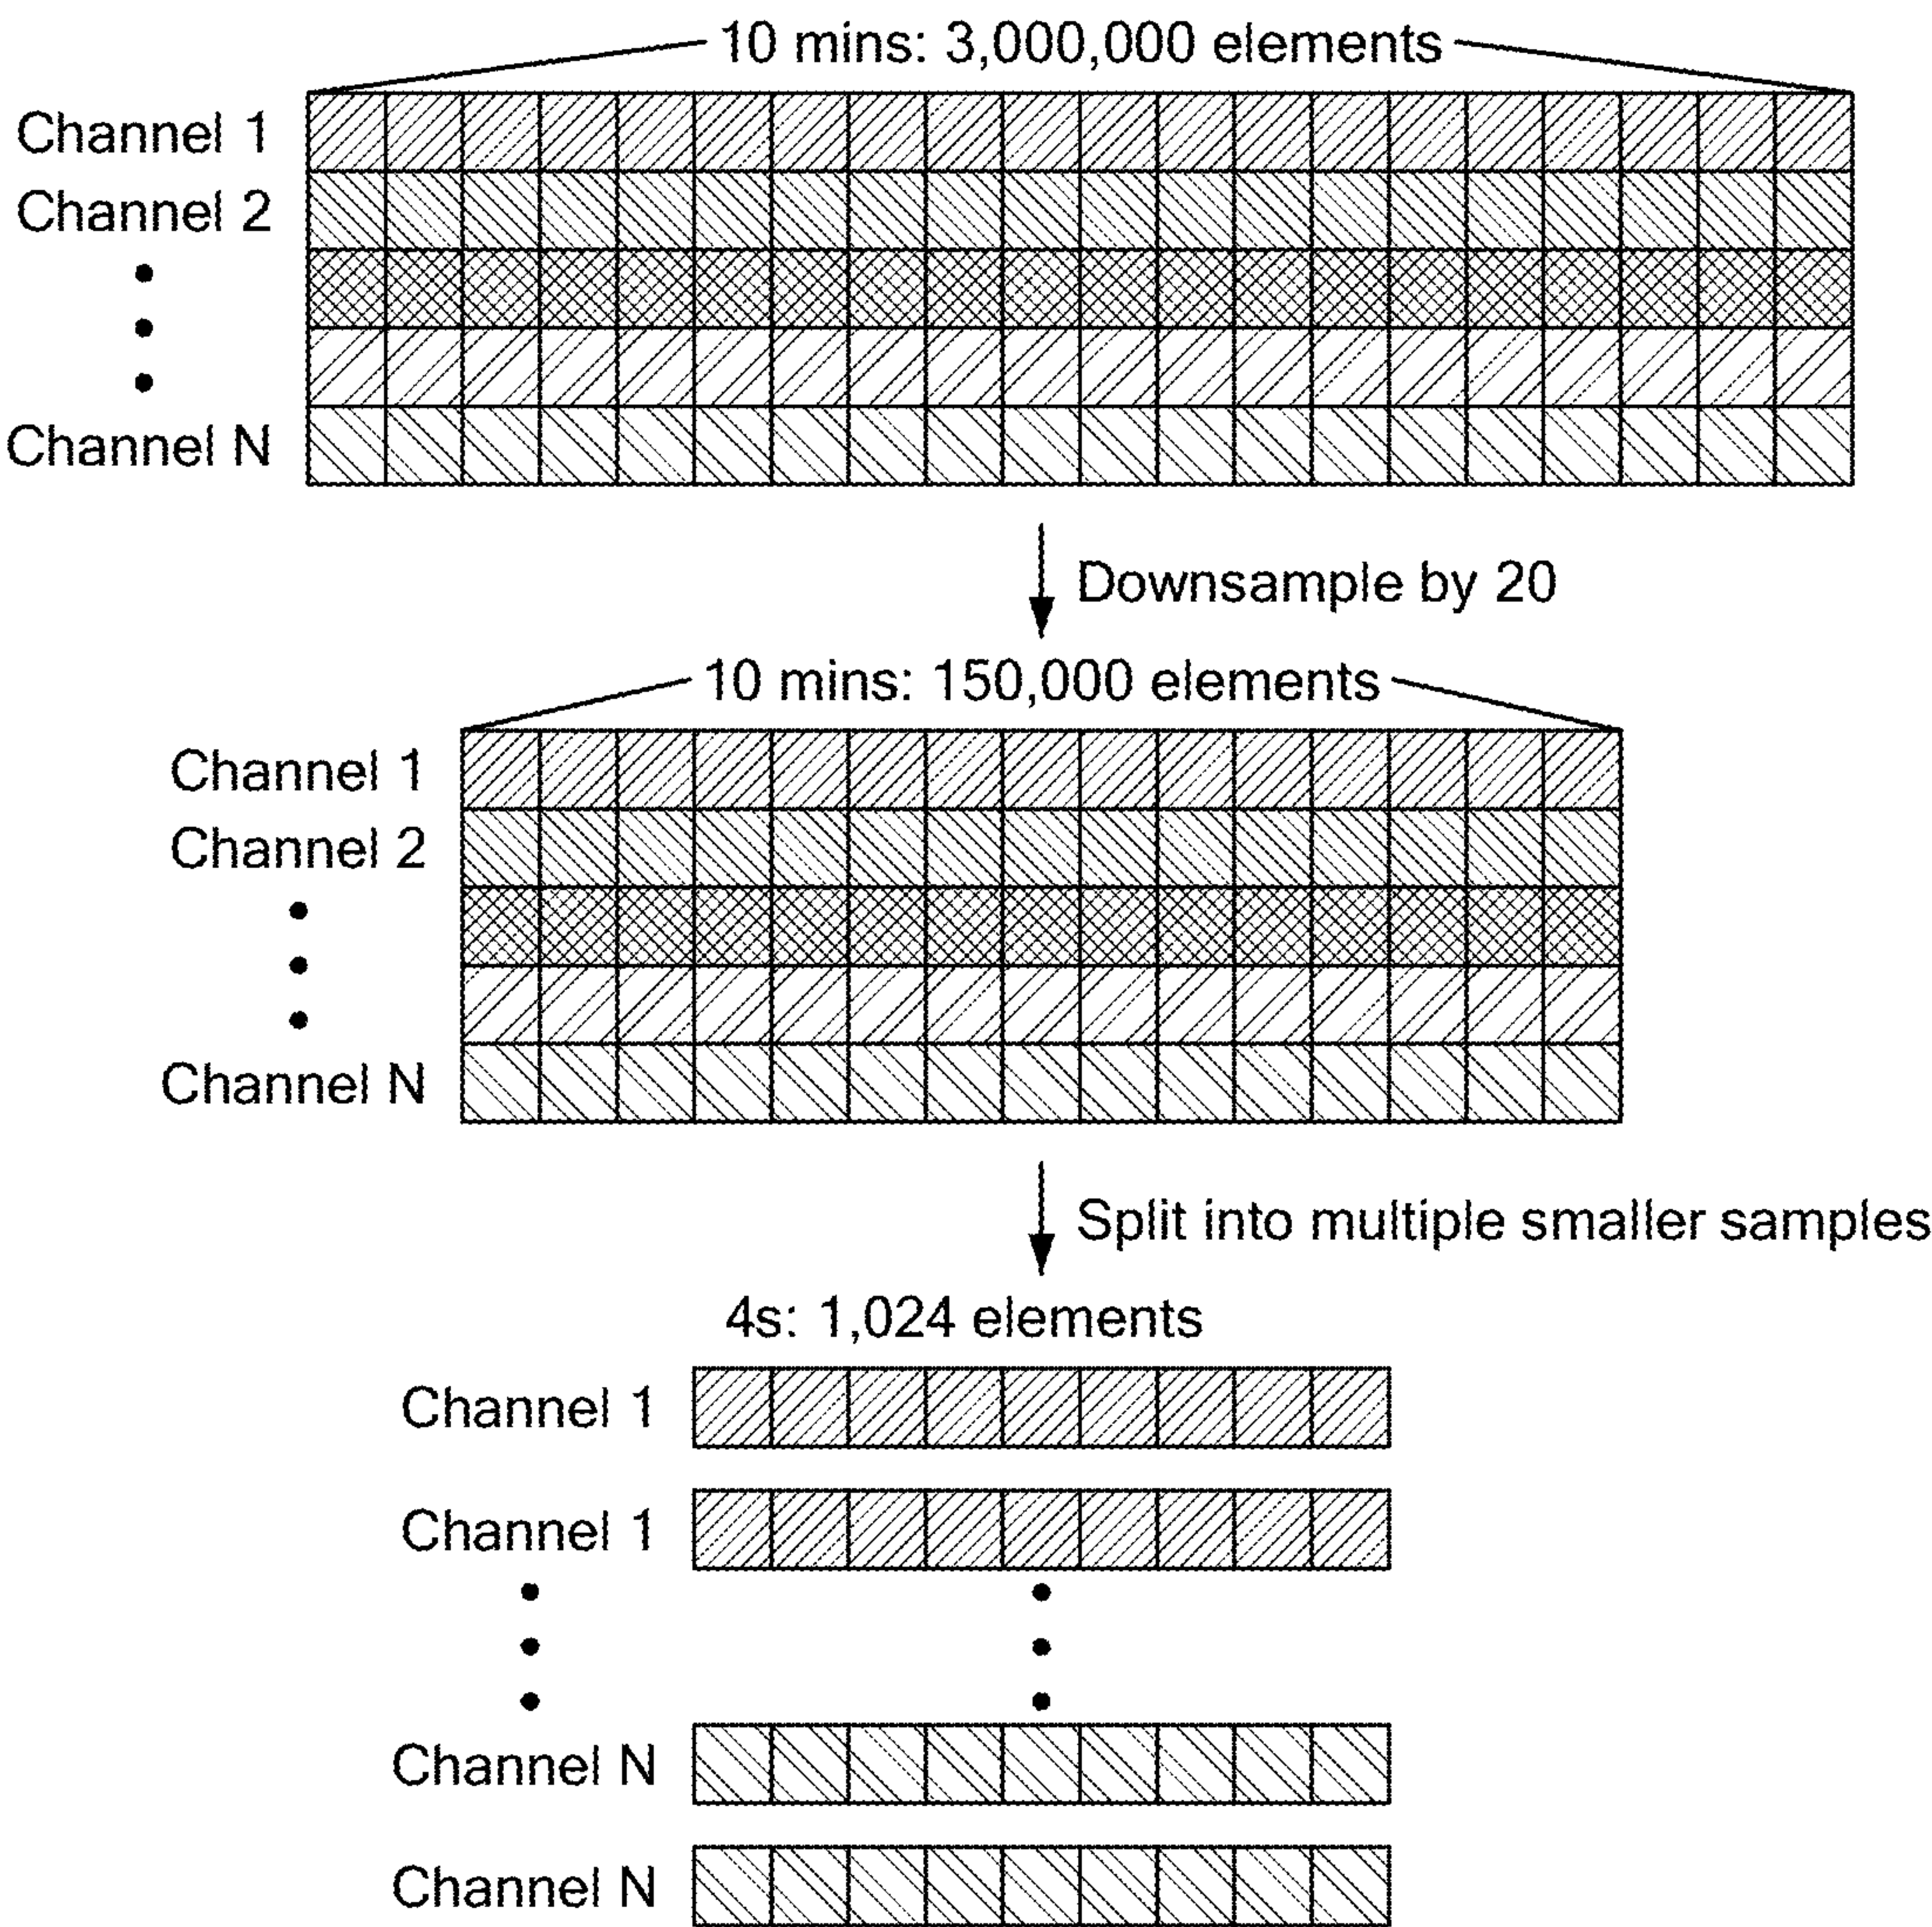 10 mins: 3,000,000 elements
Channel 1
Channel 2
Channel N
Downsample by 20
10 mins: 150,000 elements
Channel 1
Channel 2
Channel N
Split into multiple smaller samples
4s: 1,024 elements
Channel 1
Channel 1
Channel N
Channel N